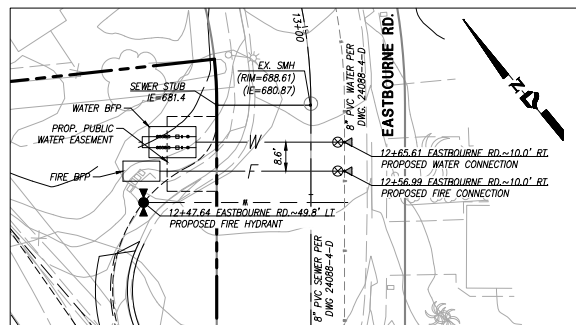 13+00
EX. SMH
(RIM=688.61)
(IE=680.87)
SEWER STUB
IE=681.4
WATER BFP
PROP. PUBLIC
WATER EASEMENT
FIRE BFP
W
F
8.6'
8" PVC WATER PER
DWG. 24088-4-D
EASTBOURNE RD.
N
12+65.61 EASTBOURNE RD.~10.0' RT.
PROPOSED WATER CONNECTION
12+56.99 EASTBOURNE RD.~10.0' RT.
PROPOSED FIRE CONNECTION
12+47.64 EASTBOURNE RD.~49.8' LT
PROPOSED FIRE HYDRANT
8" PVC SEWER PER
DWG 24088-4-D